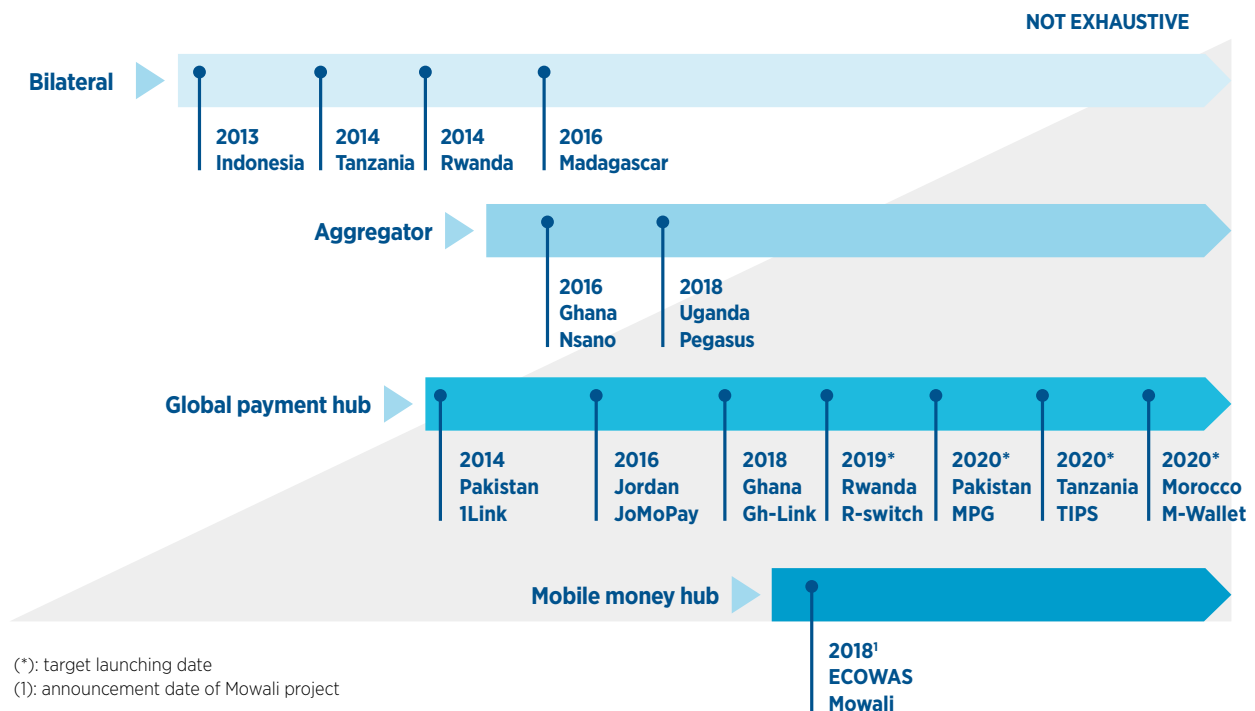 NOT EXHAUSTIVE
Bilateral
2013
Indonesia
2014
Tanzania
2014
Rwanda
2016
Madagascar
Aggregator
2016
Ghana
Nsano
2018
Uganda
Pegasus
Global payment hub
2014
Pakistan
1Link
2016
Jordan
JoMoPay
2018
Ghana
Gh-Link
2019*
Rwanda
R-switch
2020*
Pakistan
MPG
2020*
Tanzania
TIPS
2020*
Morocco
M-Wallet
Mobile money hub
2018¹
ECOWAS
Mowali
(*): target launching date
(1): announcement date of Mowali project